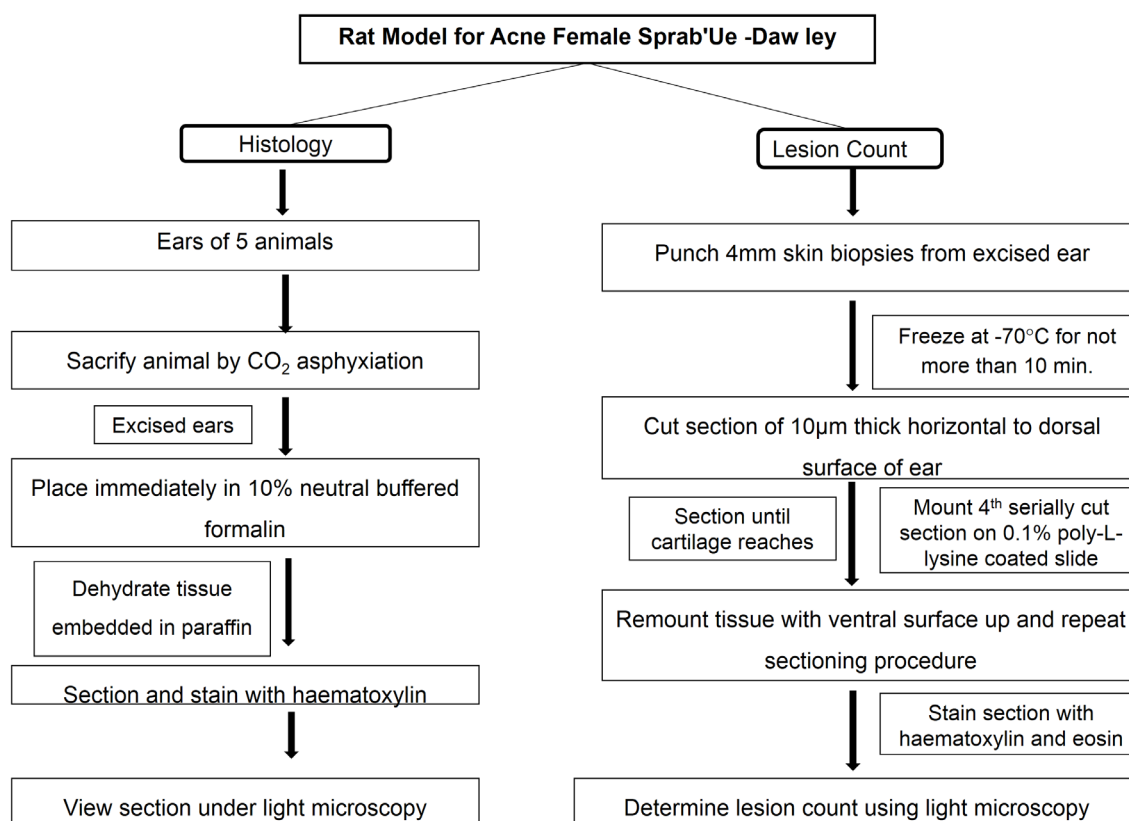 Rat Model for Acne Female Sprab'Ue -Daw ley
Histology
Ears of 5 animals
Sacrify animal by CO₂ asphyxiation
Excised ears
Place immediately in 10% neutral buffered
formalin
Dehydrate tissue
embedded in paraffin
Section and stain with haematoxylin
View section under light microscopy
Lesion Count
Punch 4mm skin biopsies from excised ear
Freeze at -70°C for not
more than 10 min.
Cut section of 10µm thick horizontal to dorsal
surface of ear
Section until
cartilage reaches
Mount 4th serially cut
section on 0.1% poly-L-
lysine coated slide
Remount tissue with ventral surface up and repeat
sectioning procedure
Stain section with
haematoxylin and eosin
Determine lesion count using light microscopy